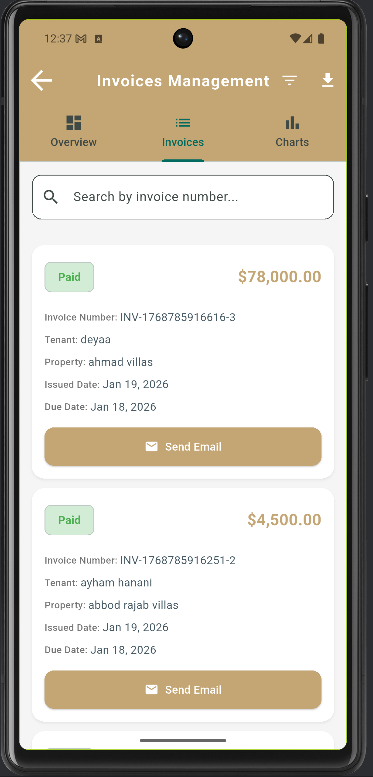 12:37
Invoices Management
Overview
Invoices
Charts
Search by invoice number...
Paid
$78,000.00
Invoice Number: INV-1768785916616-3
Tenant: deyaa
Property: ahmad villas
Issued Date: Jan 19, 2026
Due Date: Jan 18, 2026
Send Email
Paid
$4,500.00
Invoice Number: INV-1768785916251-2
Tenant: ayham hanani
Property: abbod rajab villas
Issued Date: Jan 19, 2026
Due Date: Jan 18, 2026
Send Email